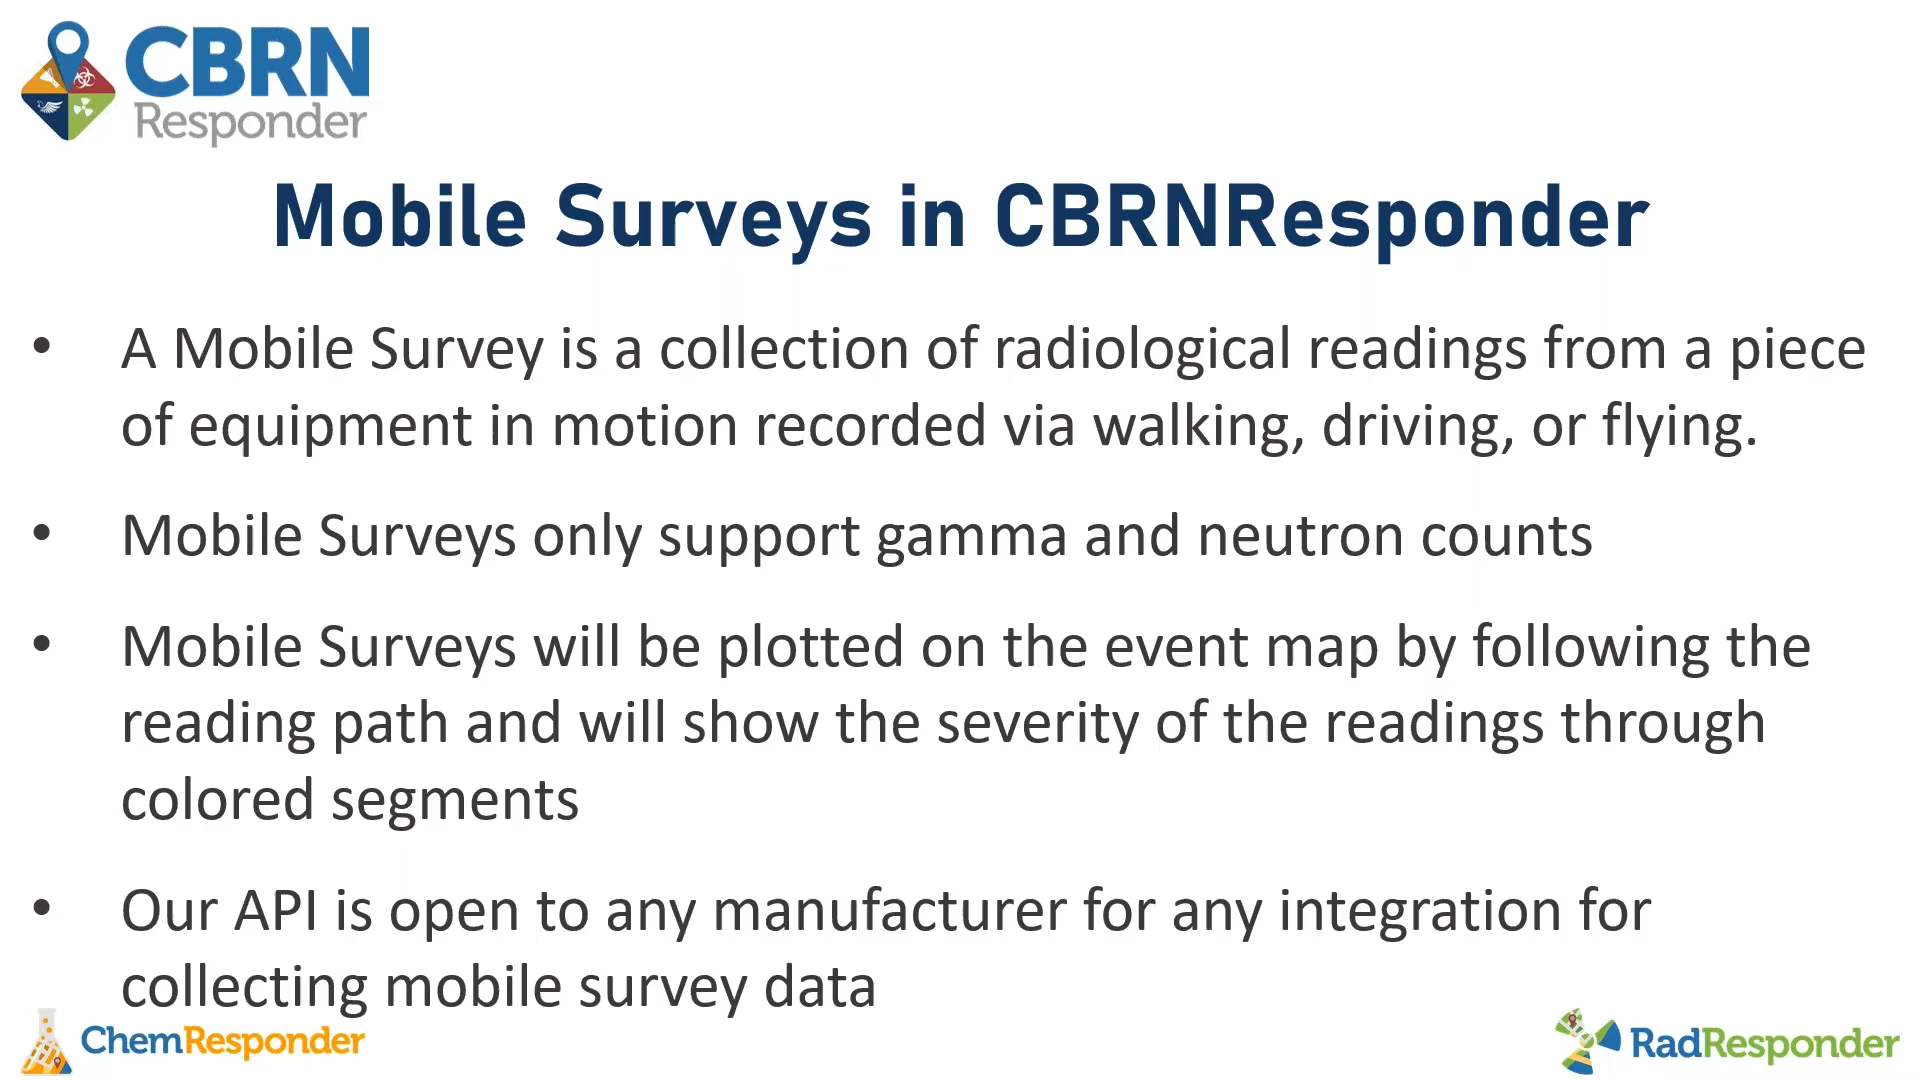 CBRN
Responder
Mobile Surveys in CBRNResponder
• A Mobile Survey is a collection of radiological readings from a piece
of equipment in motion recorded via walking, driving, or flying.
• Mobile Surveys only support gamma and neutron counts
• Mobile Surveys will be plotted on the event map by following the
reading path and will show the severity of the readings through
colored segments
• Our API is open to any manufacturer for any integration for
collecting mobile survey data
ChemResponder
RadResponder